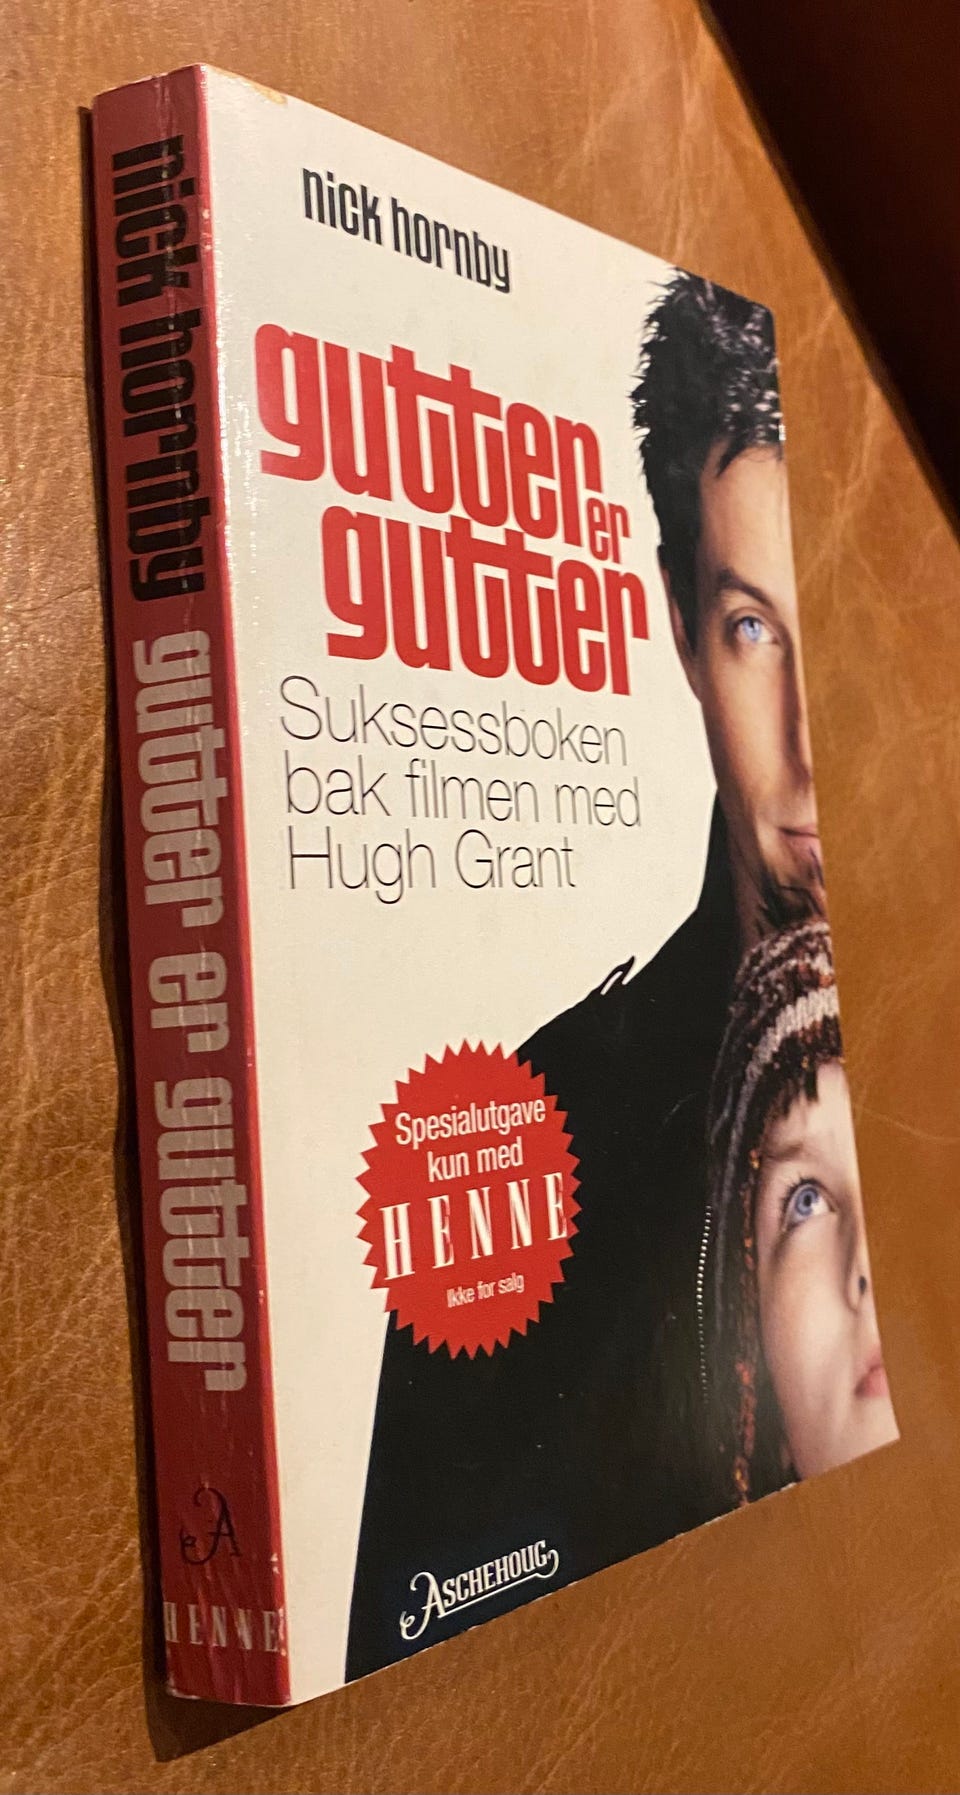 nick hornby gutter er gutter
A
HENNE
nick hornby
gutter er
gutter
Suksessboken
bak filmen med
Hugh Grant
Spesialutgave
kun med
HENNE
Ikke for salg
ASCHEHOUG